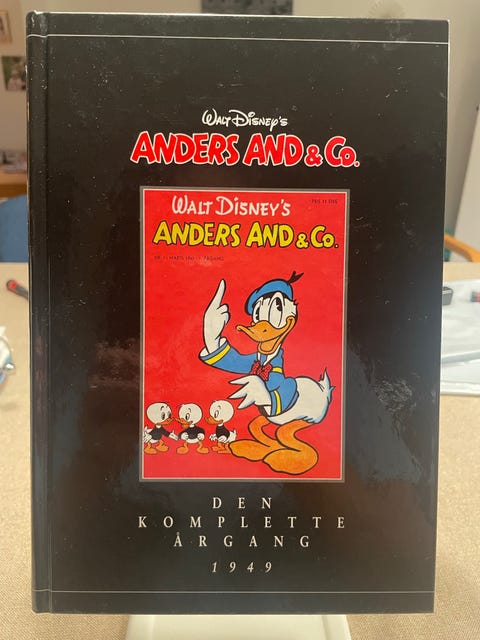 Walt Disney's
ANDERS AND & Co.
WALT DISNEY'S
ANDERS AND & Co.
DEN
KOMPLETTE
ÅRGANG
1949